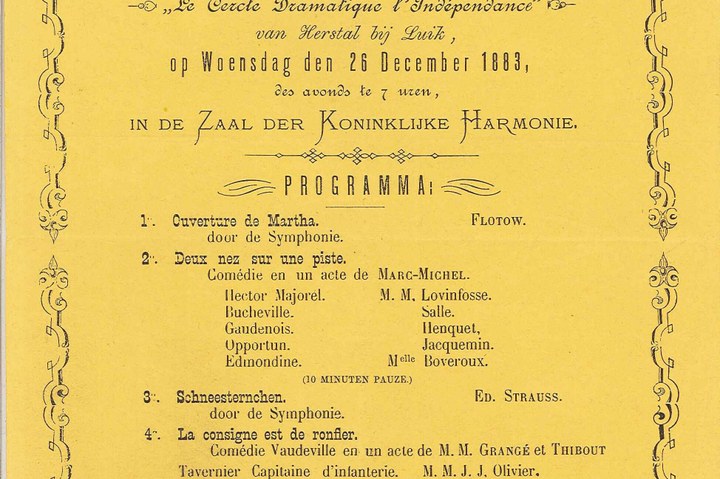 „Le Cercle Dramatique l'Indépendance"
van Herstal bij Luik,
op Woensdag den 26 December 1883,
des avonds te 7 uren,
IN DE ZAAL DER KONINKLIJKE HARMONIE.
PROGRAMMA:
1°. Ouverture de Martha. FLOTOW.
door de Symphonie.
2°. Deux nez sur une piste.
Comédie en un acte de MARC-MICHEL.
Hector Majorel. M. M. Lovinfosse.
Bucheville. Salle.
Gaudenois. Henquet,
Opportun. Jacquemin.
Edmondine. Melle Boveroux.
(10 MINUTEN PAUZE.)
3°. Schneesternchen. ED. STRAUSS.
door de Symphonie.
4°. La consigne est de ronfler.
Comédie Vaudeville en un acte de M. M. GRANGÉ et THIBOUT
Tavernier Capitaine d'infanterie. M. M. J. J. Olivier.